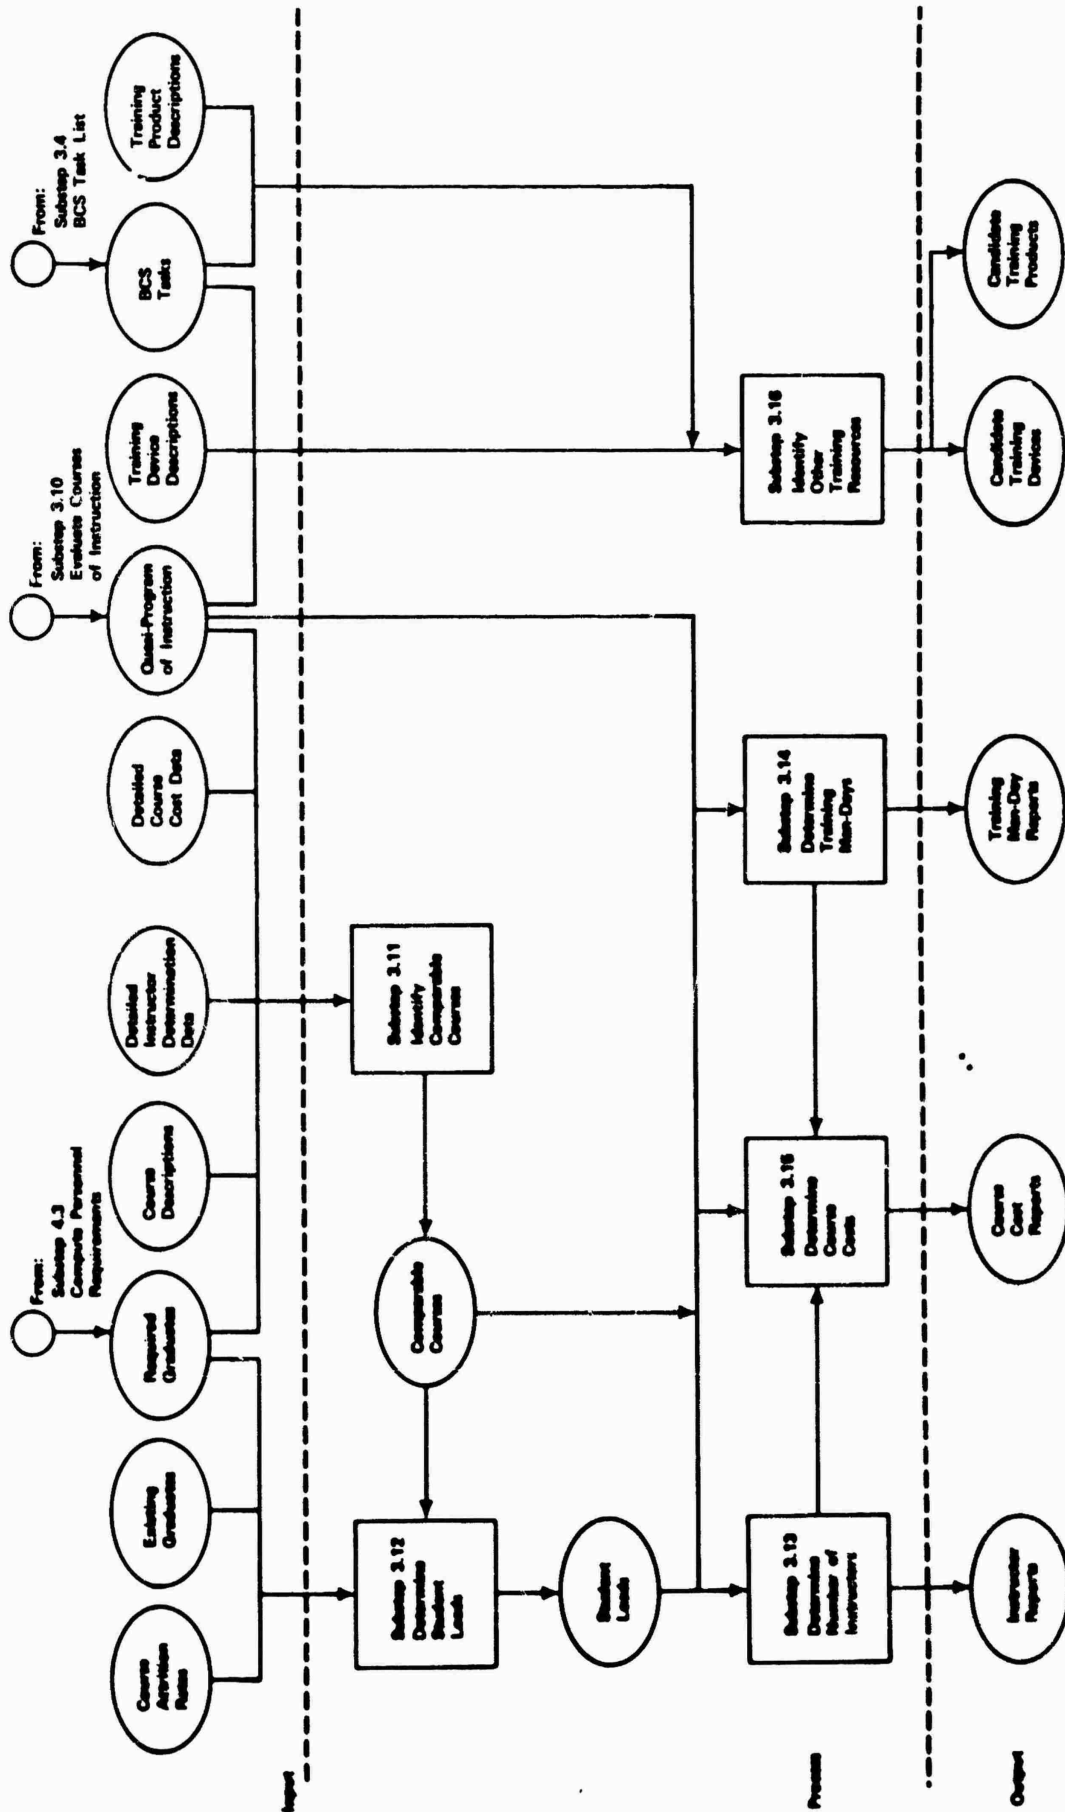 From:
Substep 4.3
Compute Personnel
Requirements
From:
Substep 3.10
Evaluate Courses
of Instruction
From:
Substep 3.4
BCS Task List
Course
Attrition
Rates
Existing
Graduates
Required
Graduates
Course
Descriptions
Detailed
Instructor
Determination
Data
Detailed
Course
Cost Data
Quasi-Program
of Instruction
Training
Device
Descriptions
BCS
Tasks
Training
Product
Descriptions
Input
Substep 3.12
Determine
Student
Loads
Comparable
Courses
Substep 3.11
Identify
Comparable
Courses
Student
Loads
Process
Substep 3.13
Determine
Number of
Instructors
Substep 3.15
Determine
Course
Costs
Substep 3.14
Determine
Training
Man-Days
Substep 3.16
Identify
Other
Training
Resources
Output
Instructor
Reports
Course
Cost
Reports
Training
Man-Day
Reports
Candidate
Training
Devices
Candidate
Training
Products